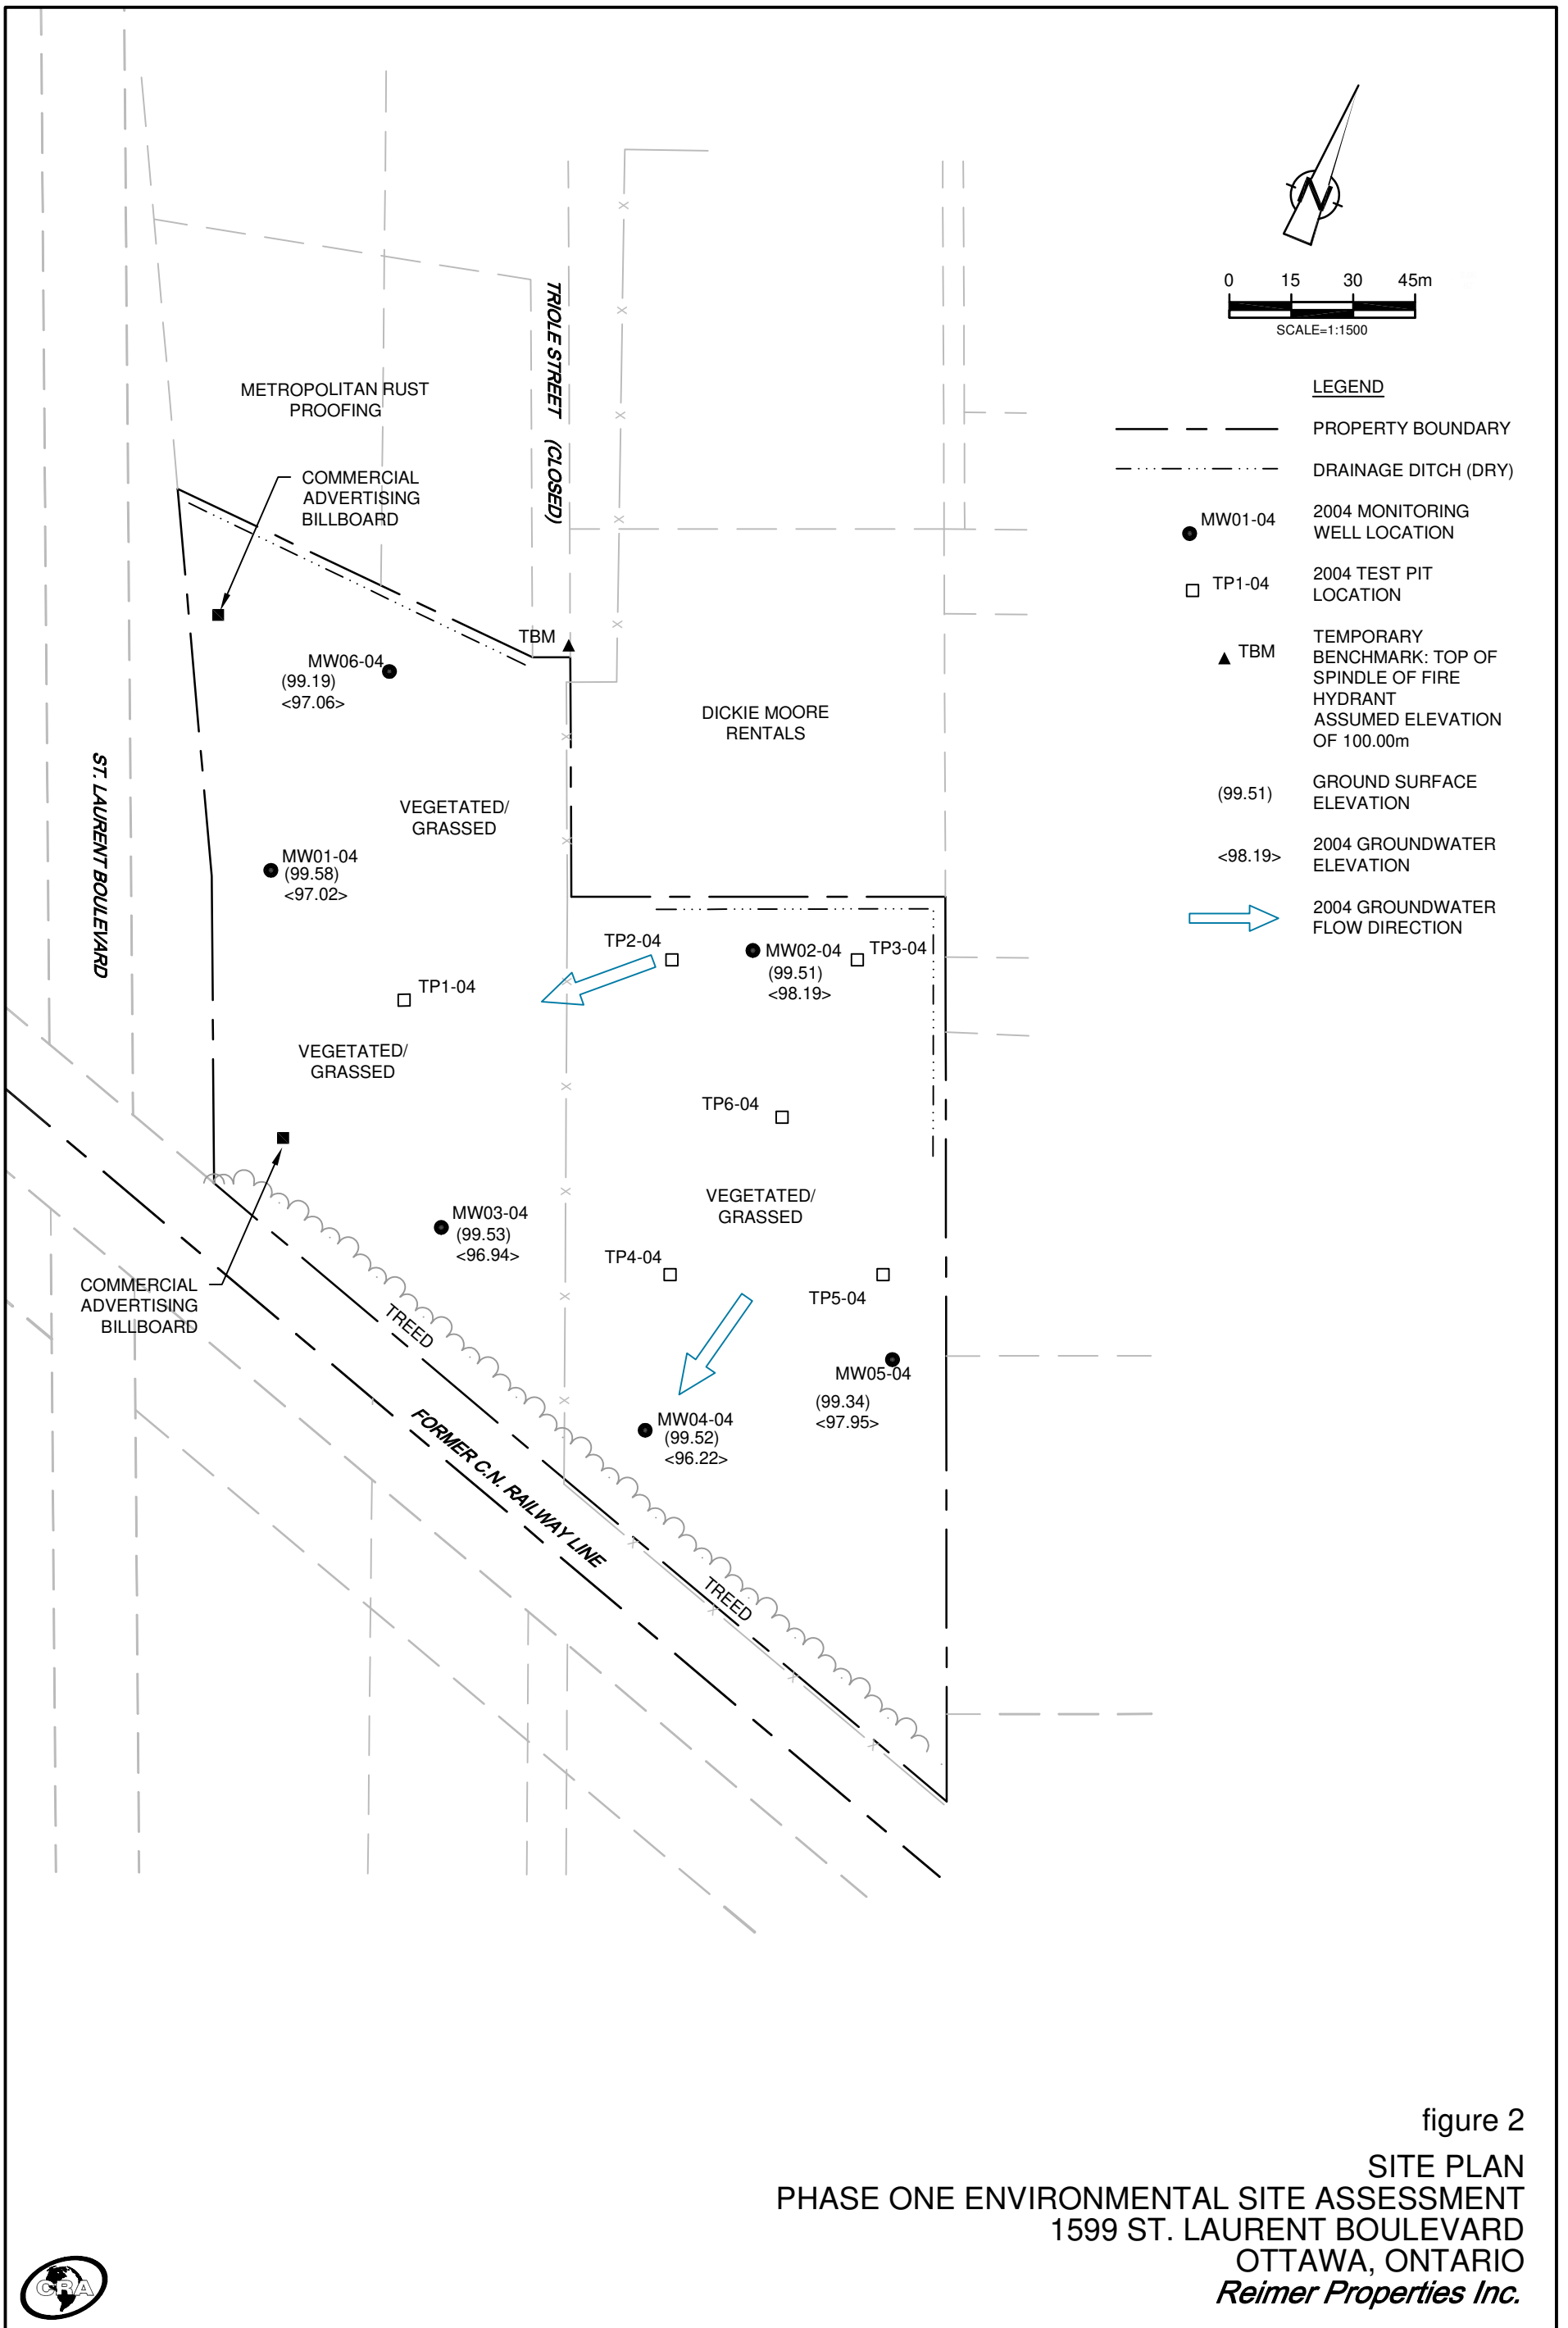 N
0 15 30 45m
SCALE=1:1500
LEGEND
PROPERTY BOUNDARY
DRAINAGE DITCH (DRY)
MW01-04
2004 MONITORING
WELL LOCATION
TP1-04
2004 TEST PIT
LOCATION
TBM
TEMPORARY
BENCHMARK: TOP OF
SPINDLE OF FIRE
HYDRANT
ASSUMED ELEVATION
OF 100.00m
(99.51)
GROUND SURFACE
ELEVATION
<98.19>
2004 GROUNDWATER
ELEVATION
2004 GROUNDWATER
FLOW DIRECTION
METROPOLITAN RUST
PROOFING
TRIOLE STREET (CLOSED)
COMMERCIAL
ADVERTISING
BILLBOARD
TBM
MW06-04
(99.19)
<97.06>
DICKIE MOORE
RENTALS
ST. LAURENT BOULEVARD
VEGETATED/
GRASSED
MW01-04
(99.58)
<97.02>
TP2-04
MW02-04
(99.51)
<98.19>
TP3-04
TP1-04
VEGETATED/
GRASSED
TP6-04
VEGETATED/
GRASSED
MW03-04
(99.53)
<96.94>
TP4-04
TP5-04
COMMERCIAL
ADVERTISING
BILLBOARD
TREED
MW05-04
(99.34)
<97.95>
MW04-04
(99.52)
<96.22>
FORMER C.N. RAILWAY LINE
TREED
figure 2
SITE PLAN
PHASE ONE ENVIRONMENTAL SITE ASSESSMENT
1599 ST. LAURENT BOULEVARD
OTTAWA, ONTARIO
Reimer Properties Inc.
CRA